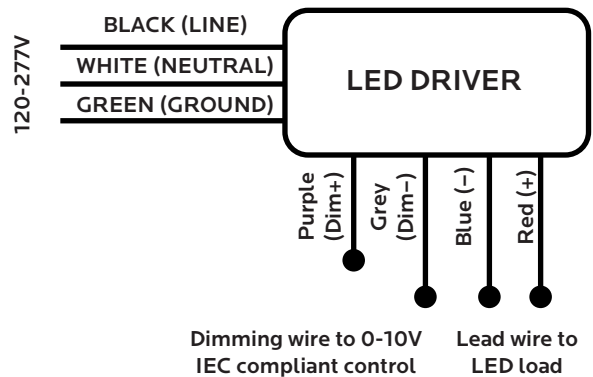 120-277V
BLACK (LINE)
WHITE (NEUTRAL)
GREEN (GROUND)
LED DRIVER
Purple
(Dim+)
Grey
(Dim−)
Blue (−)
Red (+)
Dimming wire to 0-10V
IEC compliant control
Lead wire to
LED load